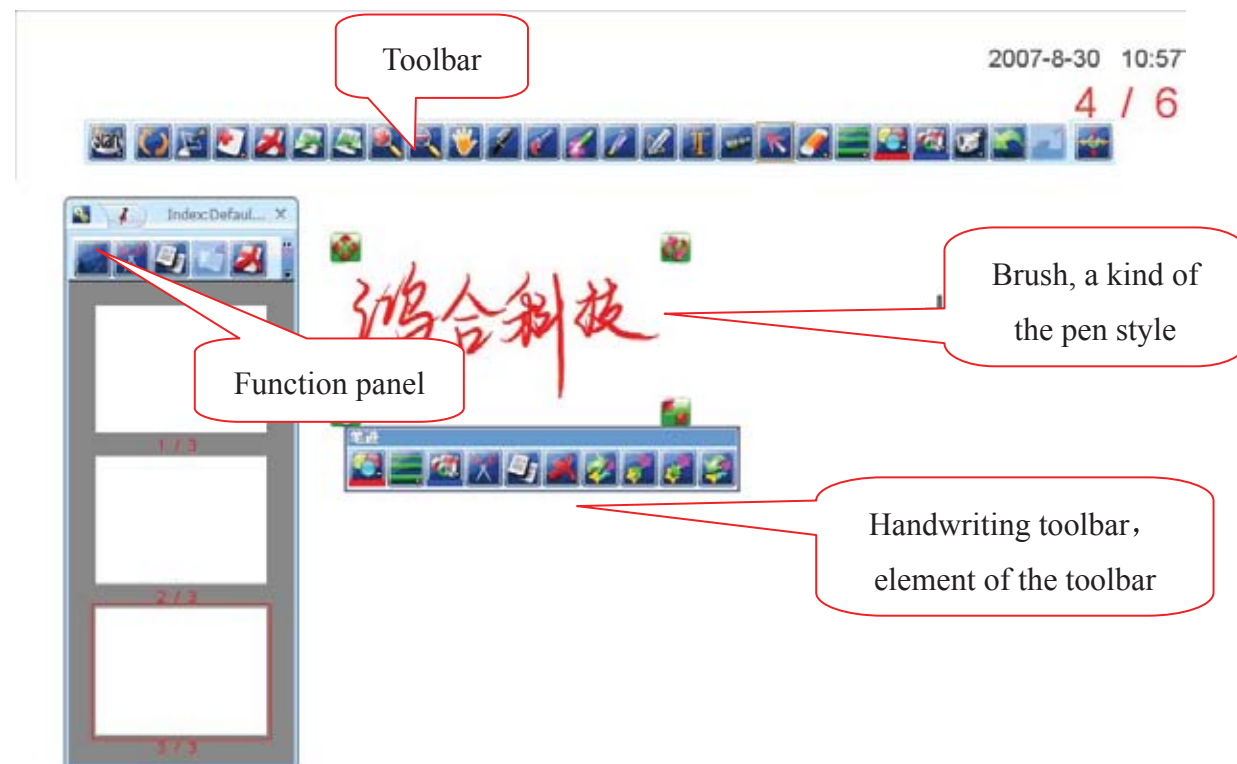 Toolbar
2007-8-30 10:57
4 / 6
Start
Index:Defaul...
鸿合科技
Brush, a kind of
the pen style
Function panel
1 / 3
笔迹
Handwriting toolbar，
element of the toolbar
2 / 3
3 / 3